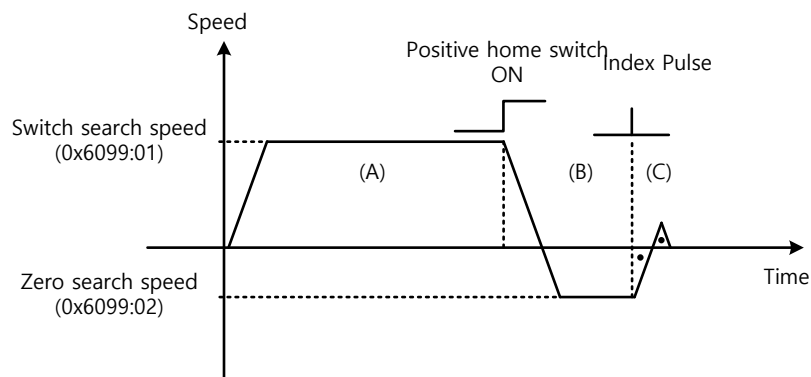 Speed
Positive home switch
ON
Index Pulse
Switch search speed
(0x6099:01)
(A)
(B)
(C)
Zero search speed
(0x6099:02)
Time